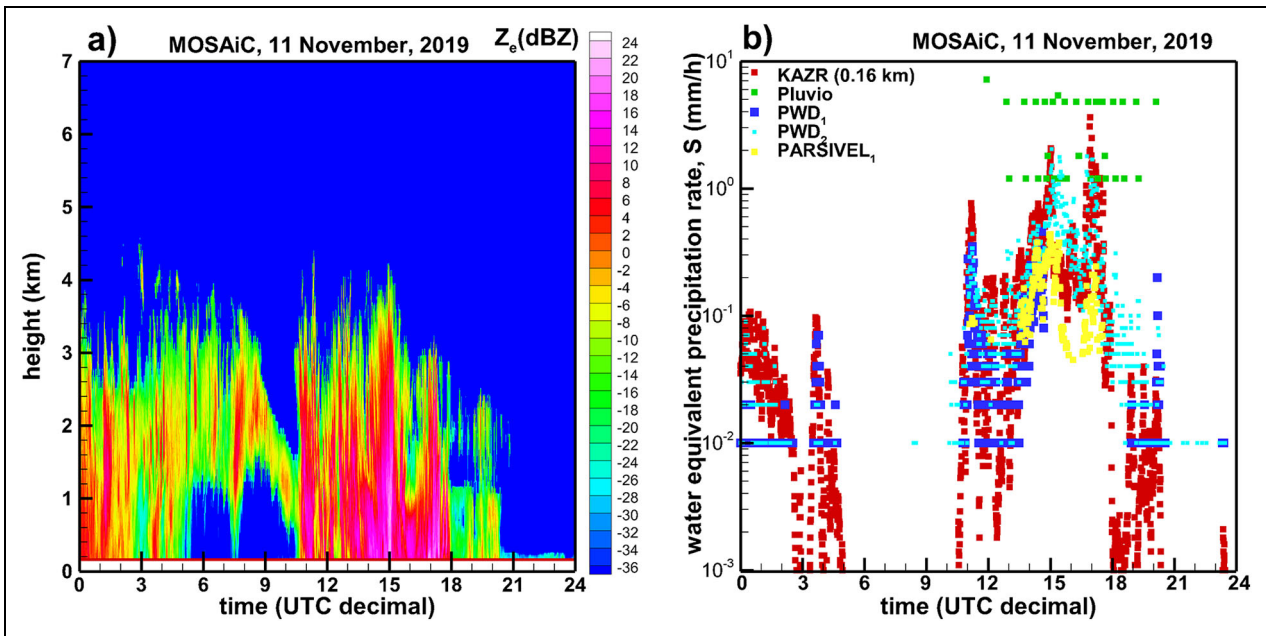 a)
MOSAiC, 11 November, 2019
Zₑ(dBZ)
7
6
5
4
3
2
1
0
height (km)
0 3 6 9 12 15 18 21 24
time (UTC decimal)
24
22
20
18
16
14
12
10
8
6
4
2
0
-2
-4
-6
-8
-10
-12
-14
-16
-18
-20
-22
-24
-26
-28
-30
-32
-34
-36
b)
MOSAiC, 11 November, 2019
KAZR (0.16 km)
Pluvio
PWD₁
PWD₂
PARSIVEL₁
10¹
10⁰
10⁻¹
10⁻²
10⁻³
water equivalent precipitation rate, S (mm/h)
0 3 6 9 12 15 18 21 24
time (UTC decimal)